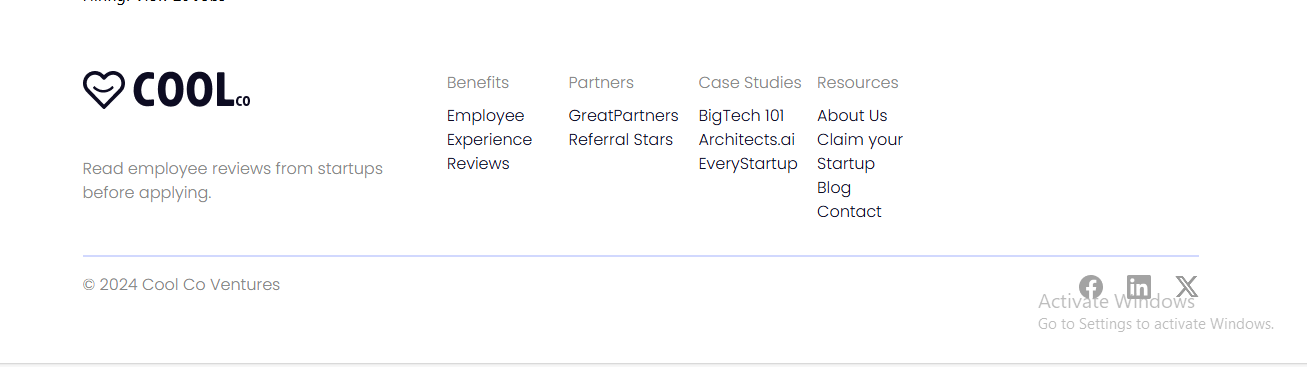 COOLco
Read employee reviews from startups
before applying.
Benefits
Employee
Experience
Reviews
Partners
GreatPartners
Referral Stars
Case Studies
BigTech 101
Architects.ai
EveryStartup
Resources
About Us
Claim your
Startup
Blog
Contact
© 2024 Cool Co Ventures
Activate Windows
Go to Settings to activate Windows.